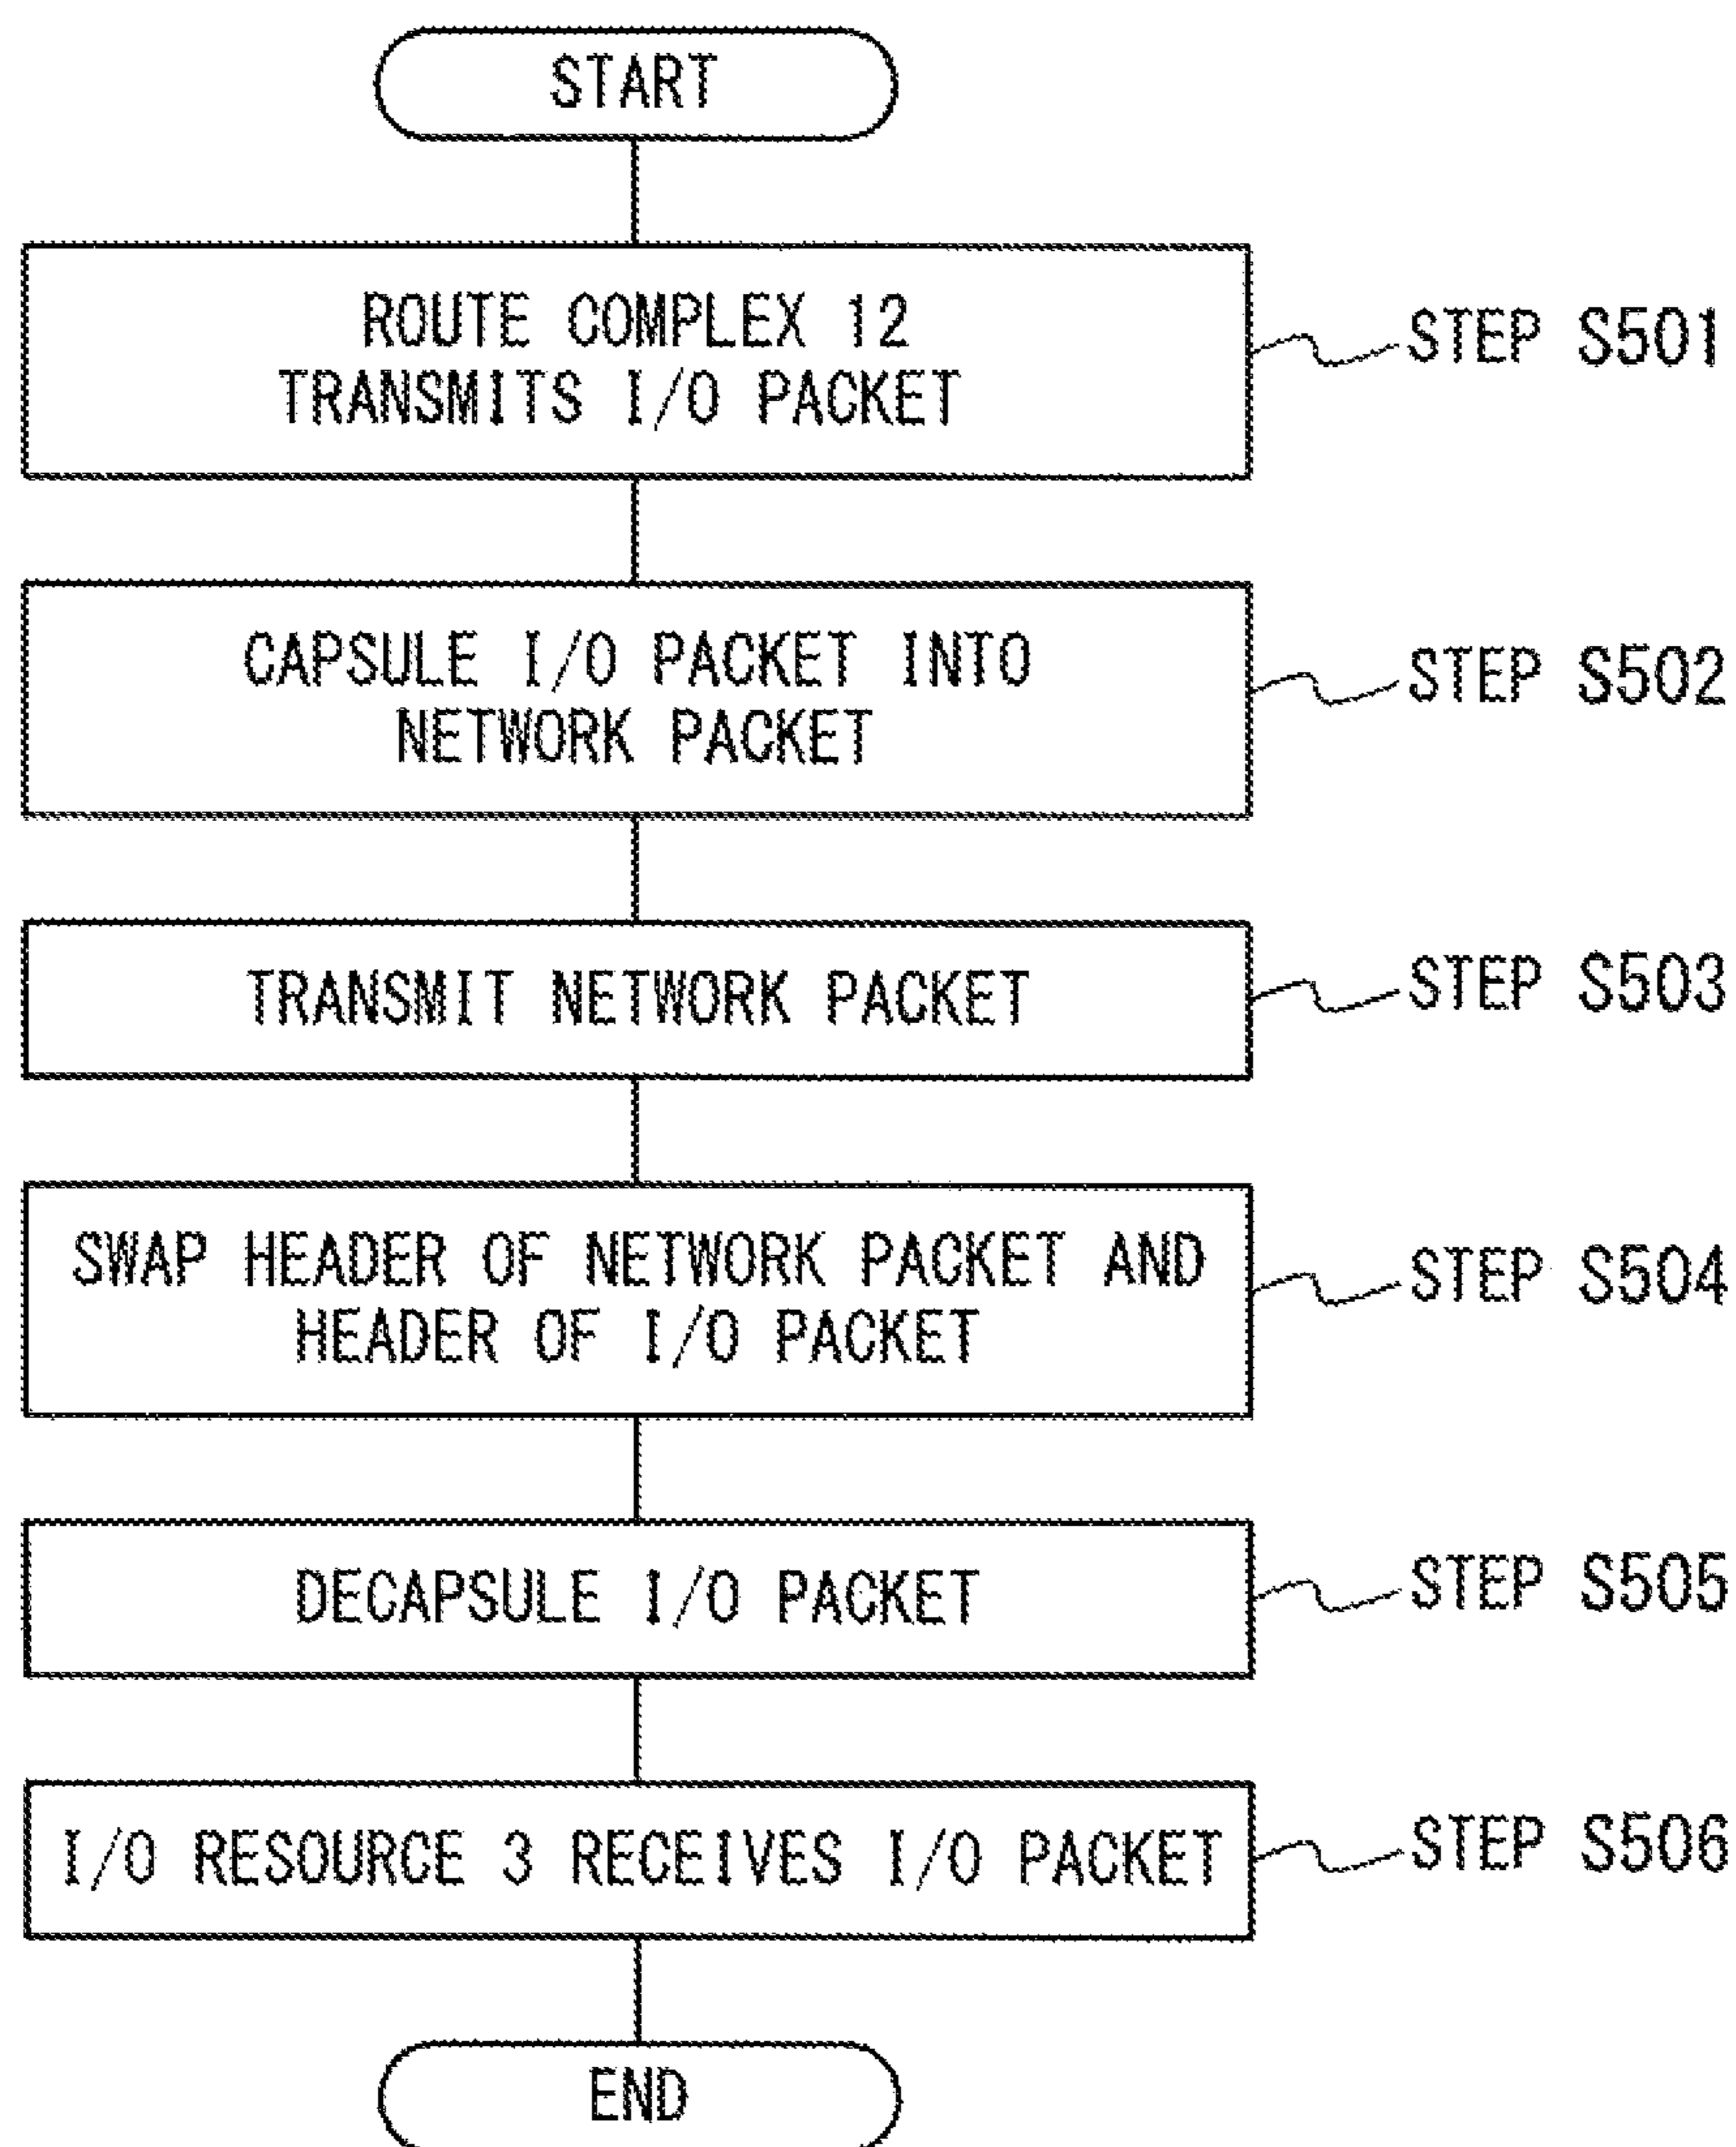 START
ROUTE COMPLEX 12
TRANSMITS I/O PACKET
STEP S501
CAPSULE I/O PACKET INTO
NETWORK PACKET
STEP S502
TRANSMIT NETWORK PACKET
STEP S503
SWAP HEADER OF NETWORK PACKET AND
HEADER OF I/O PACKET
STEP S504
DECAPSULE I/O PACKET
STEP S505
I/O RESOURCE 3 RECEIVES I/O PACKET
STEP S506
END